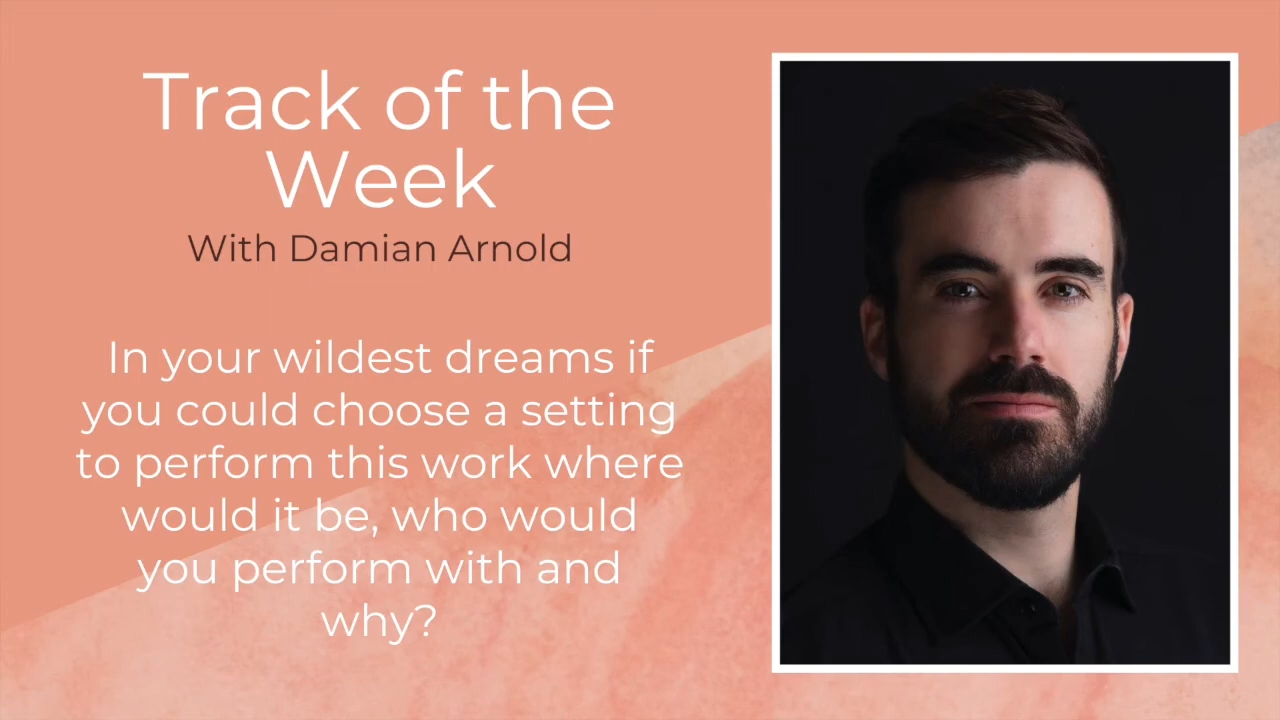 Track of the
Week
With Damian Arnold
In your wildest dreams if
you could choose a setting
to perform this work where
would it be, who would
you perform with and
why?